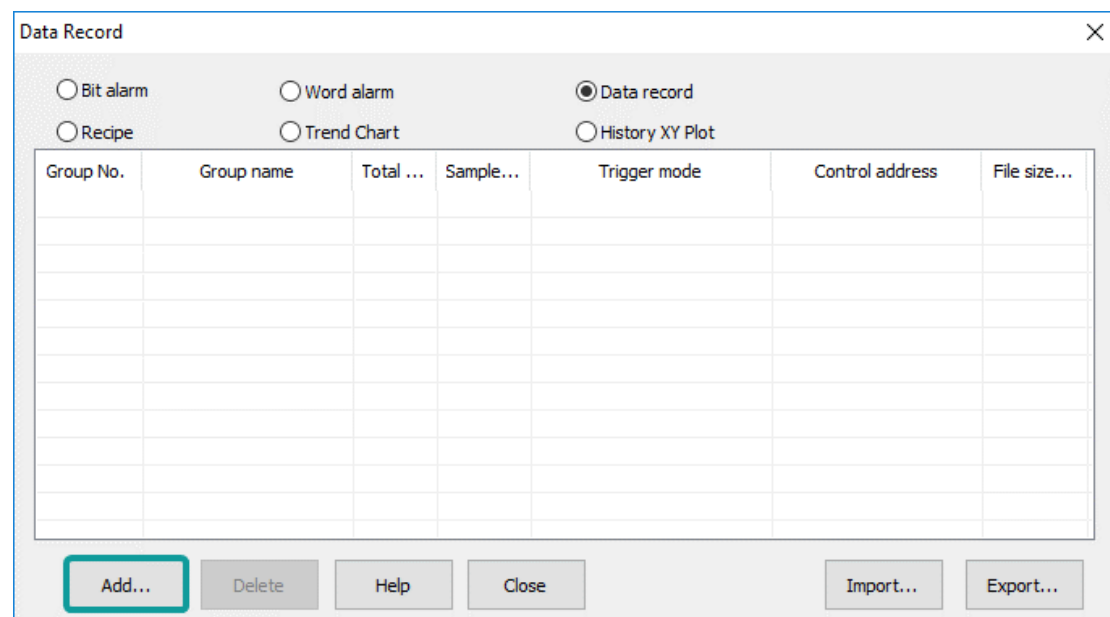 Data Record
Bit alarm Word alarm Data record
Recipe Trend Chart History XY Plot
Group No. Group name Total ... Sample... Trigger mode Control address File size...
Add... Delete Help Close Import... Export...